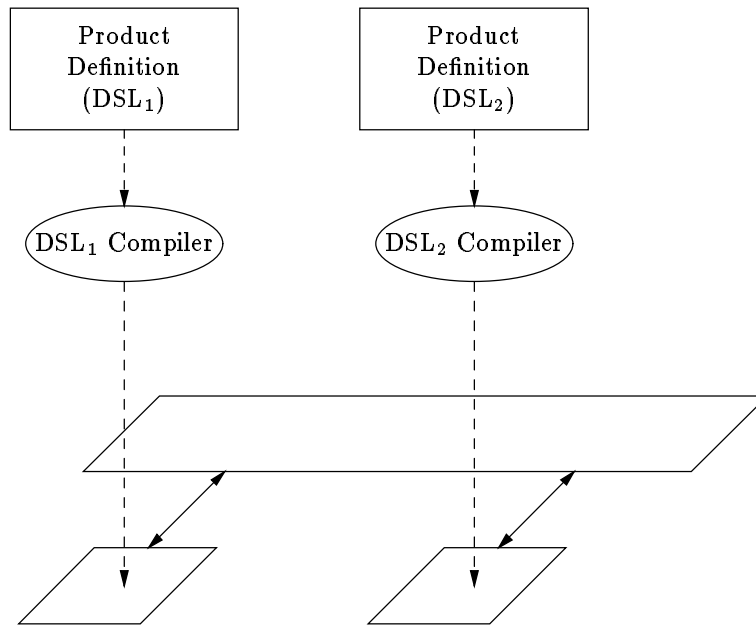 Product
Definition
(DSL₁)
Product
Definition
(DSL₂)
DSL₁ Compiler
DSL₂ Compiler